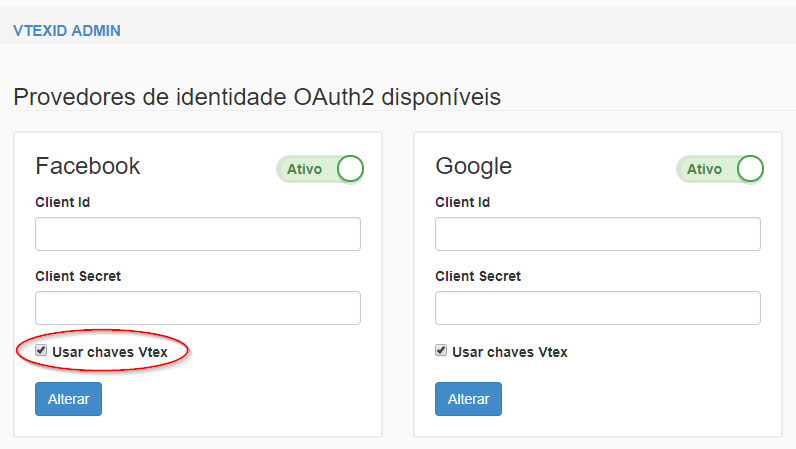 VTEXID ADMIN
Provedores de identidade OAuth2 disponíveis
Facebook
Ativo
Client Id
Client Secret
Usar chaves Vtex
Alterar
Google
Ativo
Client Id
Client Secret
Usar chaves Vtex
Alterar